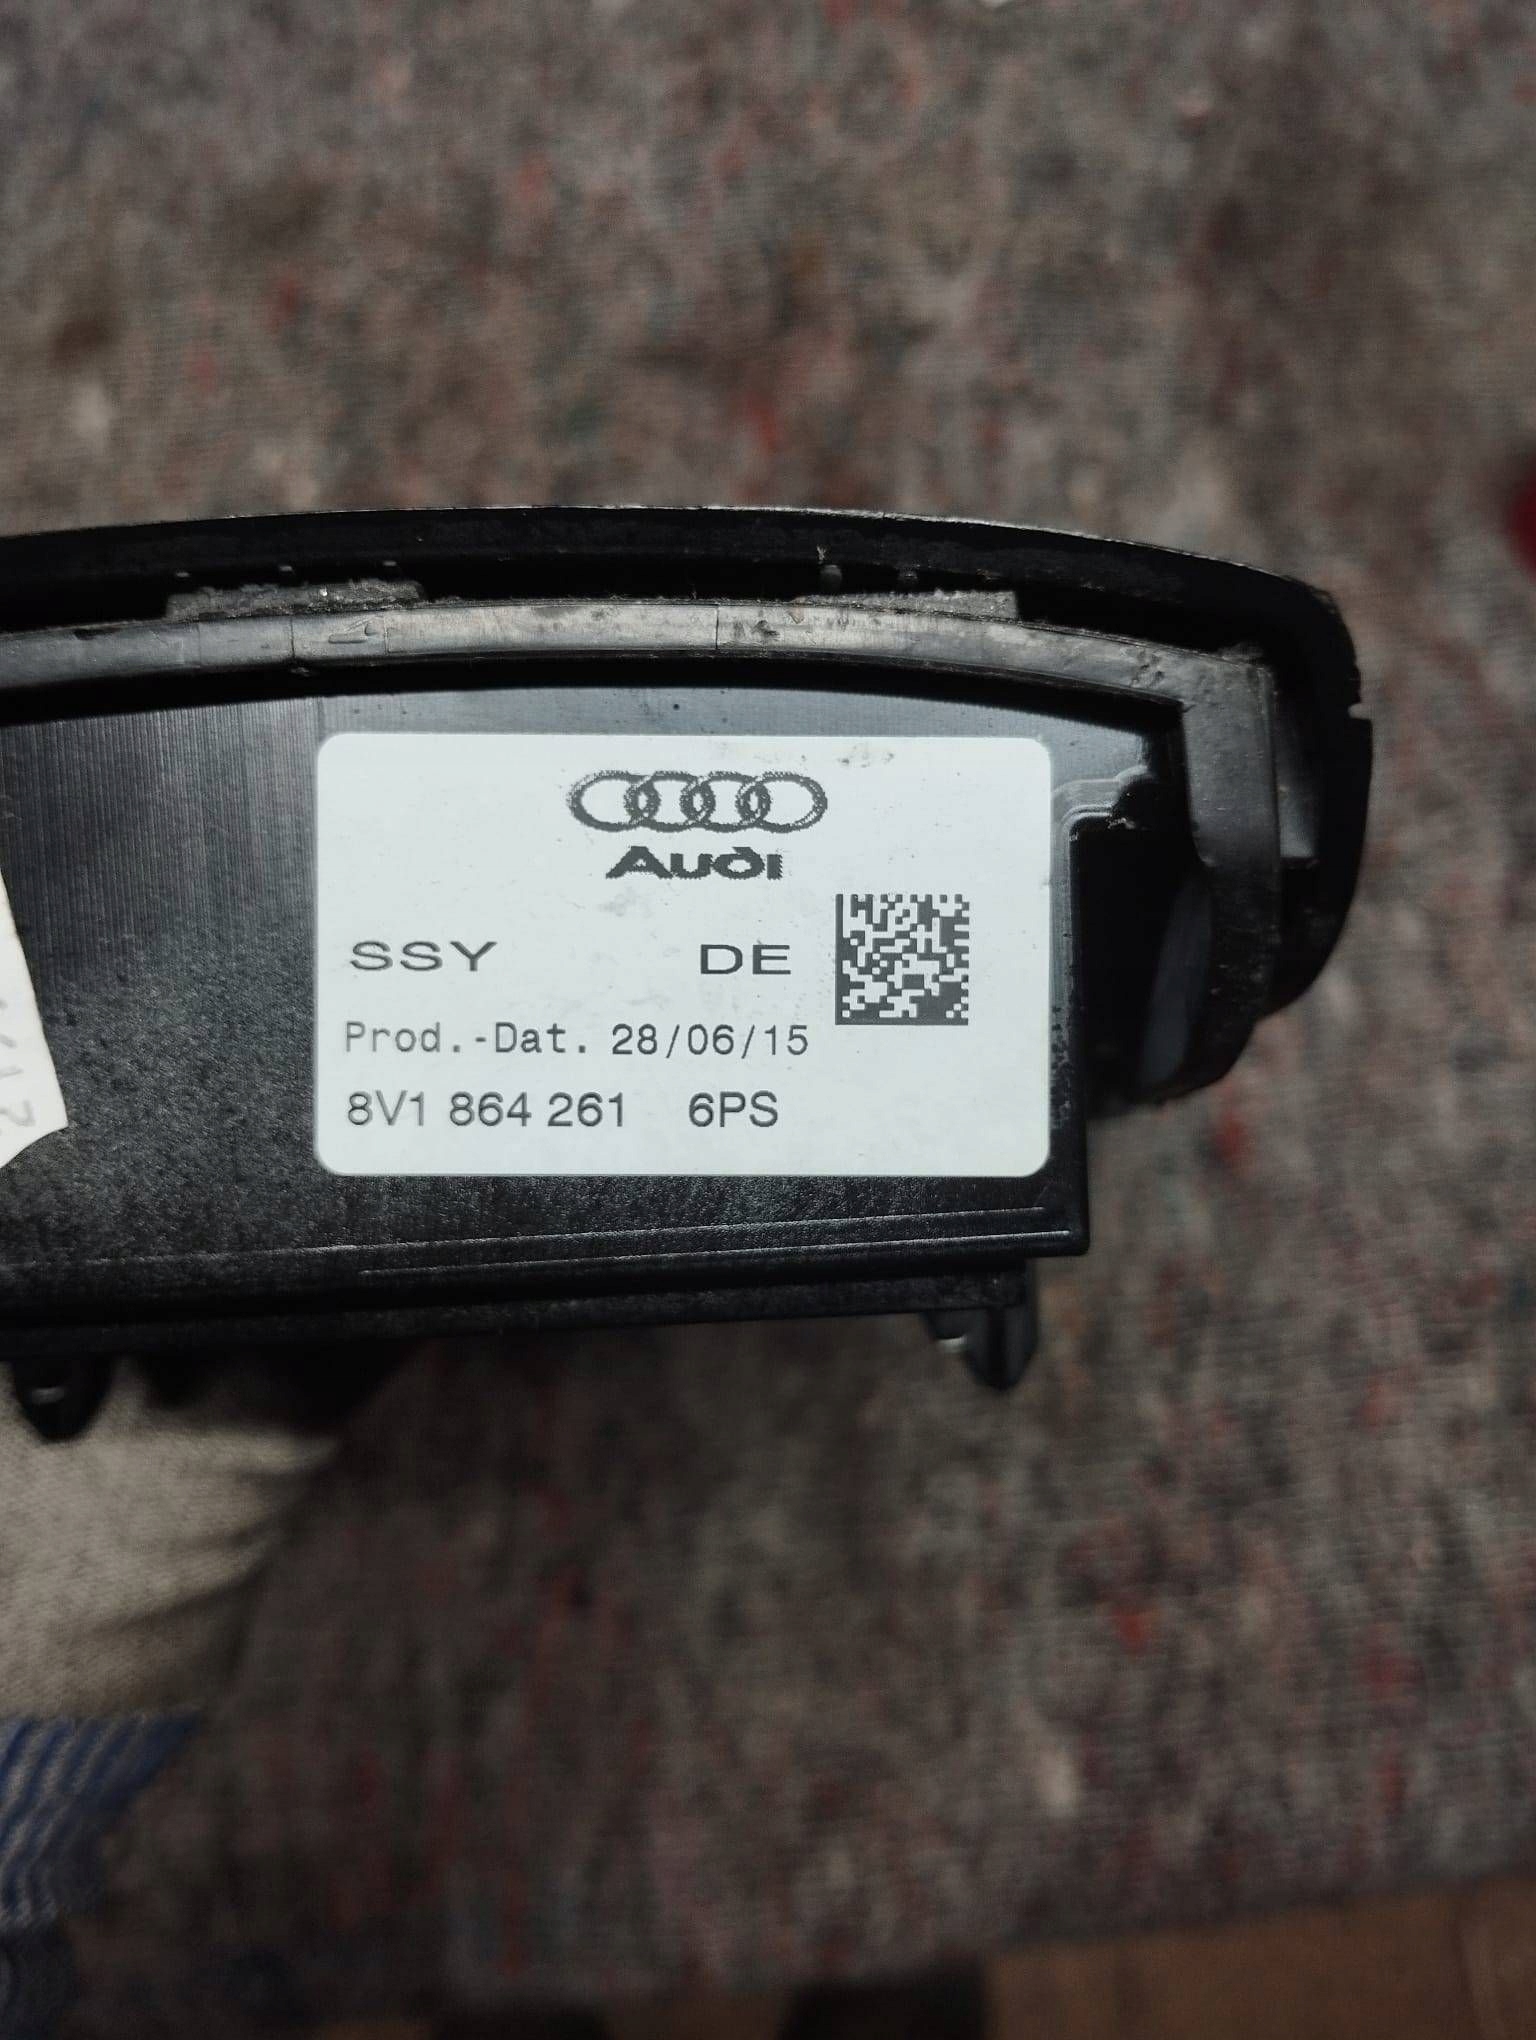 Audi
SSY DE
Prod.-Dat. 28/06/15
8V1 864 261 6PS